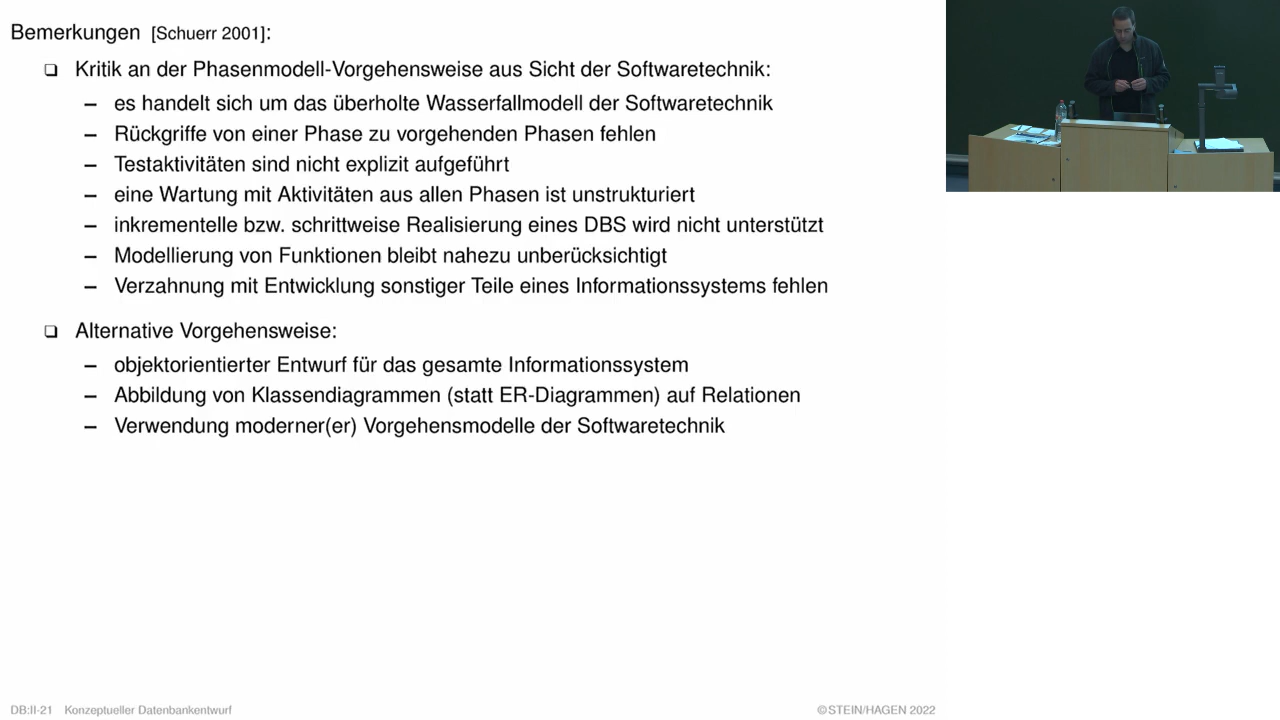 Bemerkungen [Schuerr 2001]:
❑ Kritik an der Phasenmodell-Vorgehensweise aus Sicht der Softwaretechnik:
– es handelt sich um das überholte Wasserfallmodell der Softwaretechnik
– Rückgriffe von einer Phase zu vorgehenden Phasen fehlen
– Testaktivitäten sind nicht explizit aufgeführt
– eine Wartung mit Aktivitäten aus allen Phasen ist unstrukturiert
– inkrementelle bzw. schrittweise Realisierung eines DBS wird nicht unterstützt
– Modellierung von Funktionen bleibt nahezu unberücksichtigt
– Verzahnung mit Entwicklung sonstiger Teile eines Informationssystems fehlen
❑ Alternative Vorgehensweise:
– objektorientierter Entwurf für das gesamte Informationssystem
– Abbildung von Klassendiagrammen (statt ER-Diagrammen) auf Relationen
– Verwendung moderner(er) Vorgehensmodelle der Softwaretechnik
DB:II-21 Konzeptueller Datenbankentwurf ©STEIN/HAGEN 2022